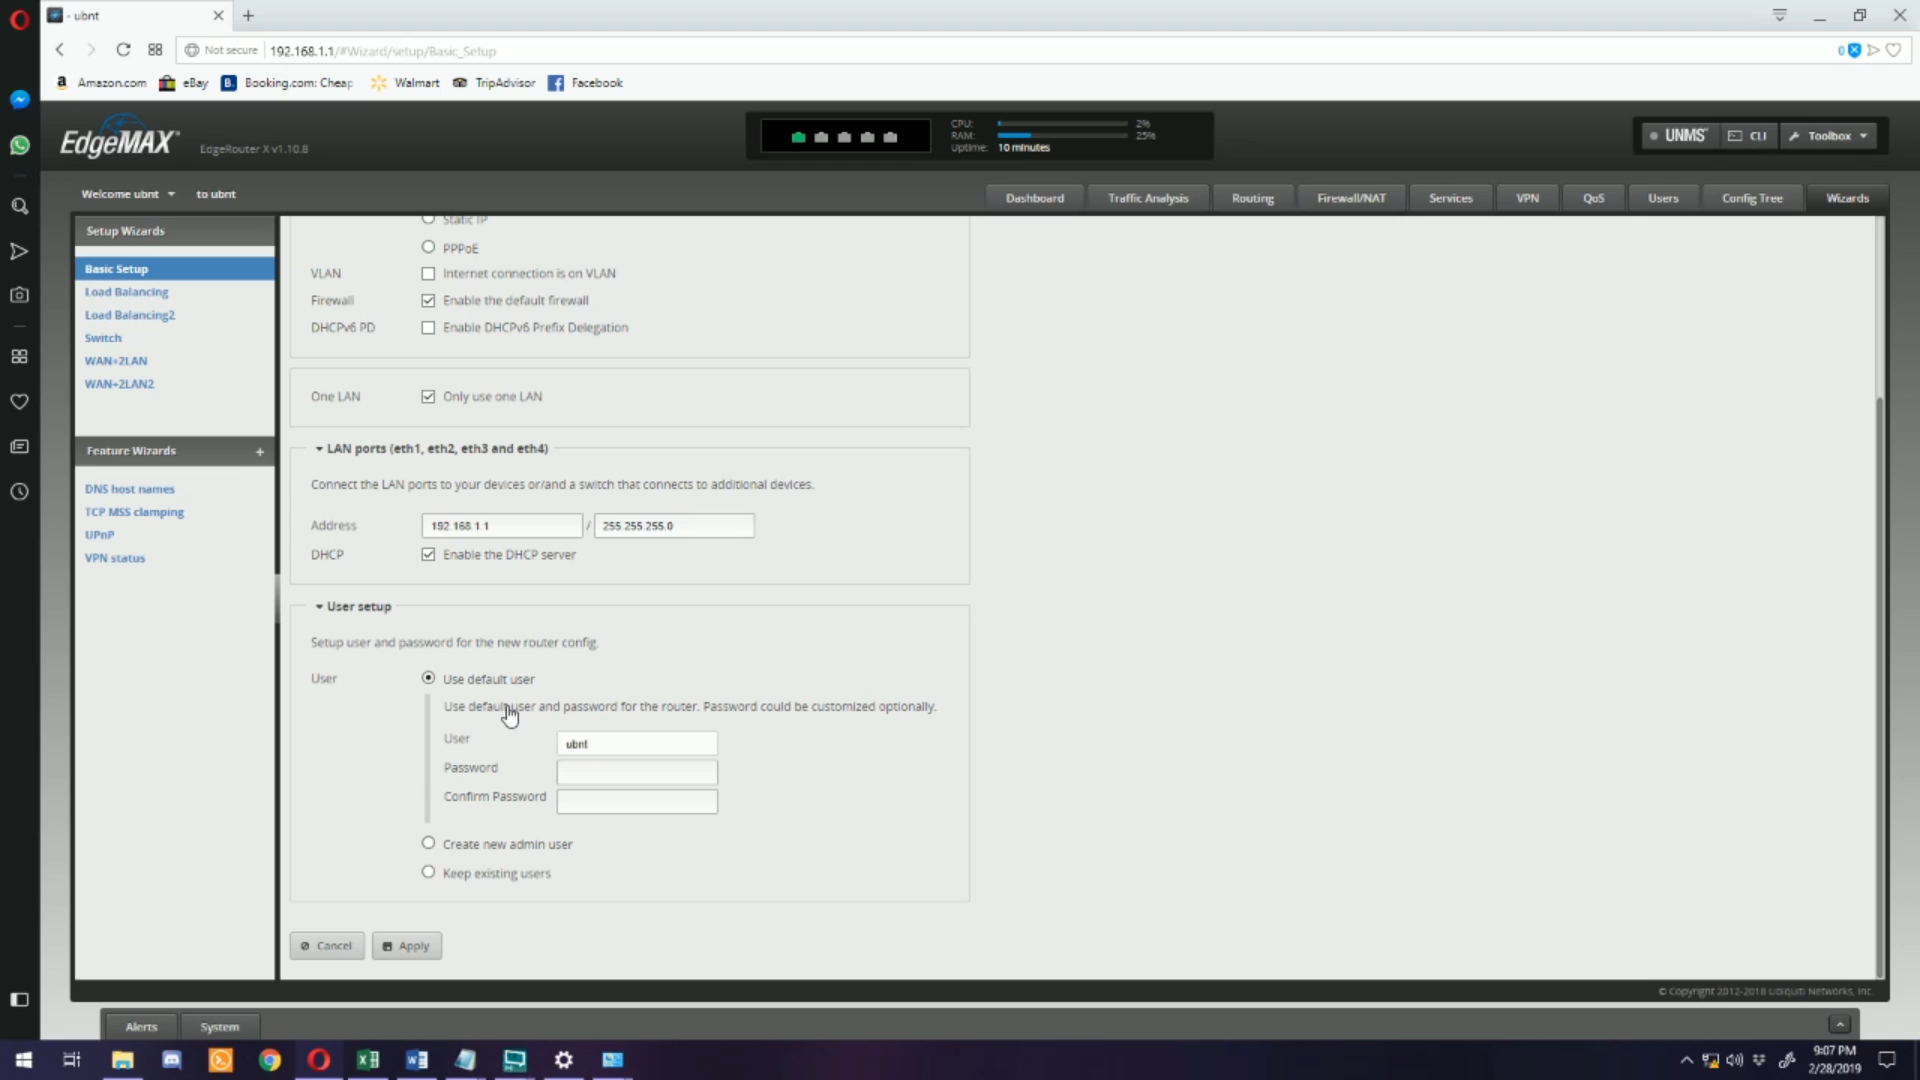 - ubnt
Not secure 192.168.1.1/#Wizard/setup/Basic_Setup
0
Amazon.com eBay Booking.com: Cheap Walmart TripAdvisor Facebook
EdgeMAX EdgeRouter X v1.10.8
CPU: 2%
RAM: 25%
Uptime: 10 minutes
UNMS CLI Toolbox
Welcome ubnt to ubnt
Dashboard Traffic Analysis Routing Firewall/NAT Services VPN QoS Users Config Tree Wizards
Setup Wizards
Basic Setup
Load Balancing
Load Balancing2
Switch
WAN+2LAN
WAN+2LAN2
Feature Wizards +
DNS host names
TCP MSS clamping
UPnP
VPN status
Static IP
PPPoE
VLAN Internet connection is on VLAN
Firewall Enable the default firewall
DHCPv6 PD Enable DHCPv6 Prefix Delegation
One LAN Only use one LAN
LAN ports (eth1, eth2, eth3 and eth4)
Connect the LAN ports to your devices or/and a switch that connects to additional devices.
Address 192.168.1.1 / 255.255.255.0
DHCP Enable the DHCP server
User setup
Setup user and password for the new router config.
User Use default user
Use default user and password for the router. Password could be customized optionally.
User ubnt
Password
Confirm Password
Create new admin user
Keep existing users
Cancel Apply
© Copyright 2012-2018 Ubiquiti Networks, Inc.
Alerts System
9:07 PM
2/28/2019